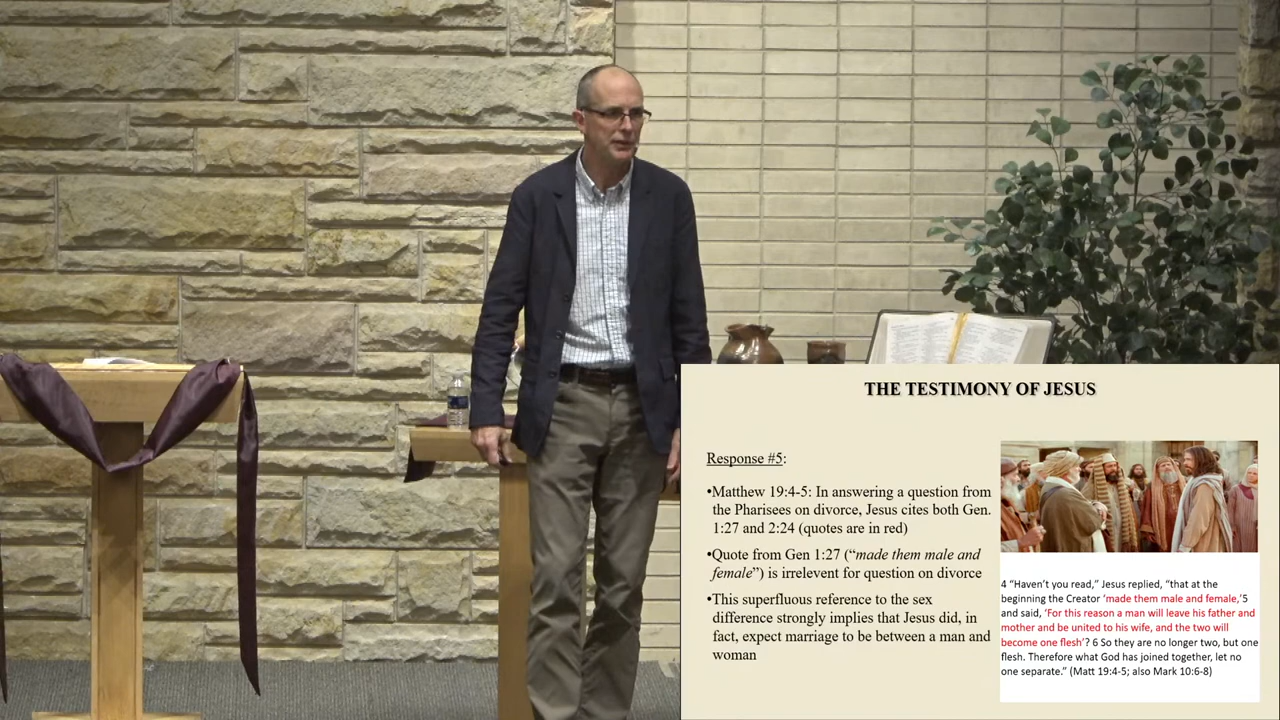 THE TESTIMONY OF JESUS
Response #5:
•Matthew 19:4-5: In answering a question from
the Pharisees on divorce, Jesus cites both Gen.
1:27 and 2:24 (quotes are in red)
•Quote from Gen 1:27 (“made them male and
female”) is irrelevent for question on divorce
•This superfluous reference to the sex
difference strongly implies that Jesus did, in
fact, expect marriage to be between a man and
woman
4 “Haven’t you read,” Jesus replied, “that at the
beginning the Creator ‘made them male and female,’5
and said, ‘For this reason a man will leave his father and
mother and be united to his wife, and the two will
become one flesh’? 6 So they are no longer two, but one
flesh. Therefore what God has joined together, let no
one separate.” (Matt 19:4-5; also Mark 10:6-8)